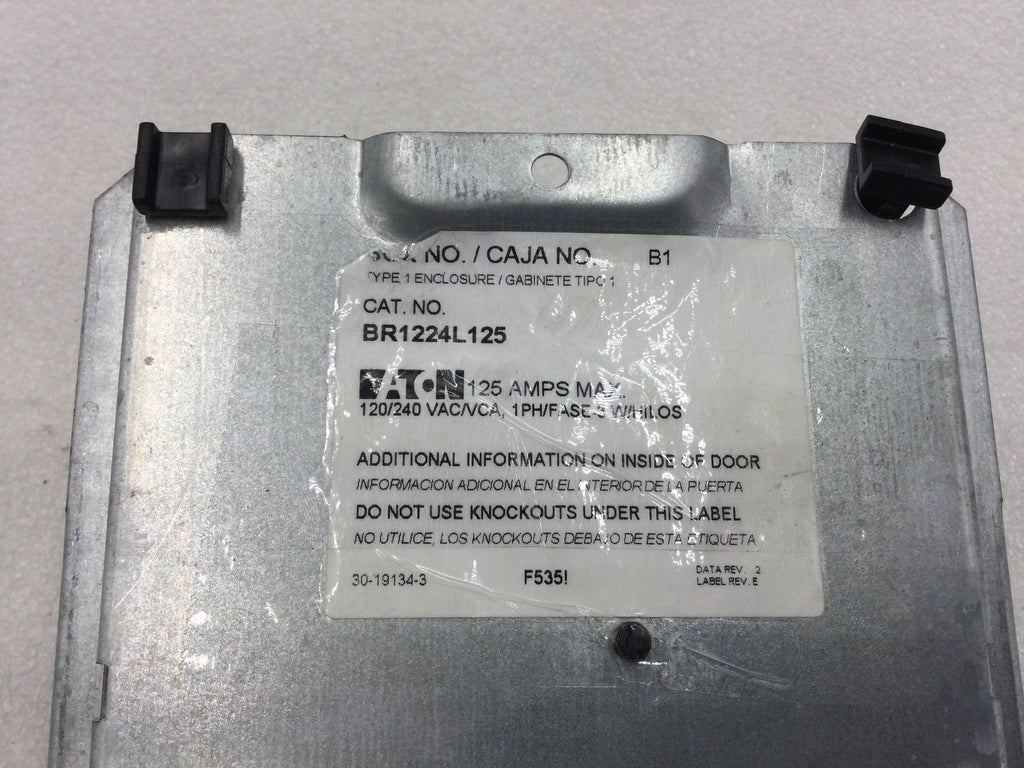 BOX NO. / CAJA NO. B1
TYPE 1 ENCLOSURE / GABINETE TIPO 1
CAT. NO.
BR1224L125
EATON 125 AMPS MAX.
120/240 VAC/VCA, 1PH/FASE-3 W/HILOS
ADDITIONAL INFORMATION ON INSIDE OF DOOR
INFORMACION ADICIONAL EN EL INTERIOR DE LA PUERTA
DO NOT USE KNOCKOUTS UNDER THIS LABEL
NO UTILICE, LOS KNOCKOUTS DEBAJO DE ESTA ETIQUETA
30-19134-3 F535! DATA REV. 2
LABEL REV. E